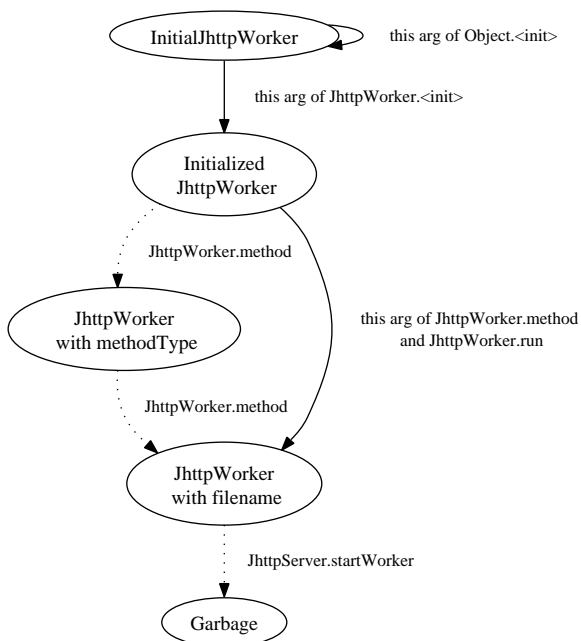 InitialJhttpWorker
this arg of Object.<init>
this arg of JhttpWorker.<init>
Initialized
JhttpWorker
JhttpWorker.method
JhttpWorker
with methodType
this arg of JhttpWorker.method
and JhttpWorker.run
JhttpWorker.method
JhttpWorker
with filename
JhttpServer.startWorker
Garbage